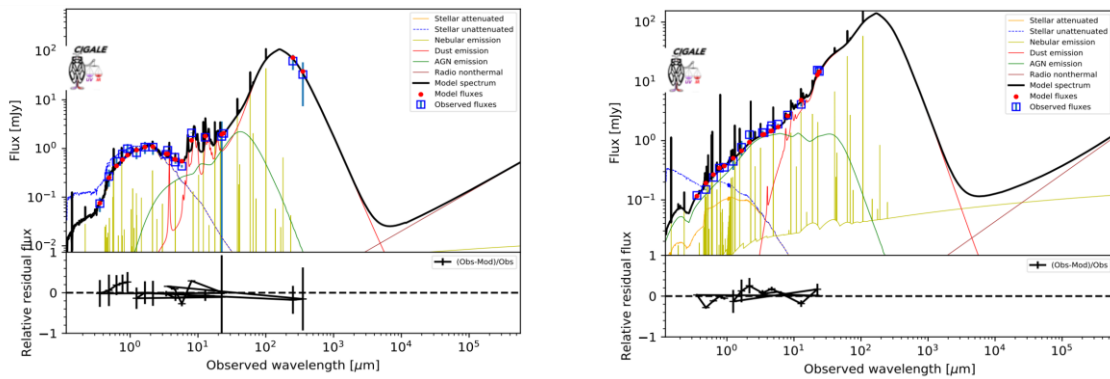 Flux [mJy]
10²
10¹
10⁰
10⁻¹
10⁻²
CIGALE
Stellar attenuated
Stellar unattenuated
Nebular emission
Dust emission
AGN emission
Radio nonthermal
Model spectrum
Model fluxes
Observed fluxes
Relative residual flux
1
0
−1
(Obs-Mod)/Obs
10⁰ 10¹ 10² 10³ 10⁴ 10⁵
Observed wavelength [μm]
Flux [mJy]
10²
10¹
10⁰
10⁻¹
10⁻²
CIGALE
Stellar attenuated
Stellar unattenuated
Nebular emission
Dust emission
AGN emission
Radio nonthermal
Model spectrum
Model fluxes
Observed fluxes
Relative residual flux
1
0
−1
(Obs-Mod)/Obs
10⁰ 10¹ 10² 10³ 10⁴ 10⁵
Observed wavelength [μm]